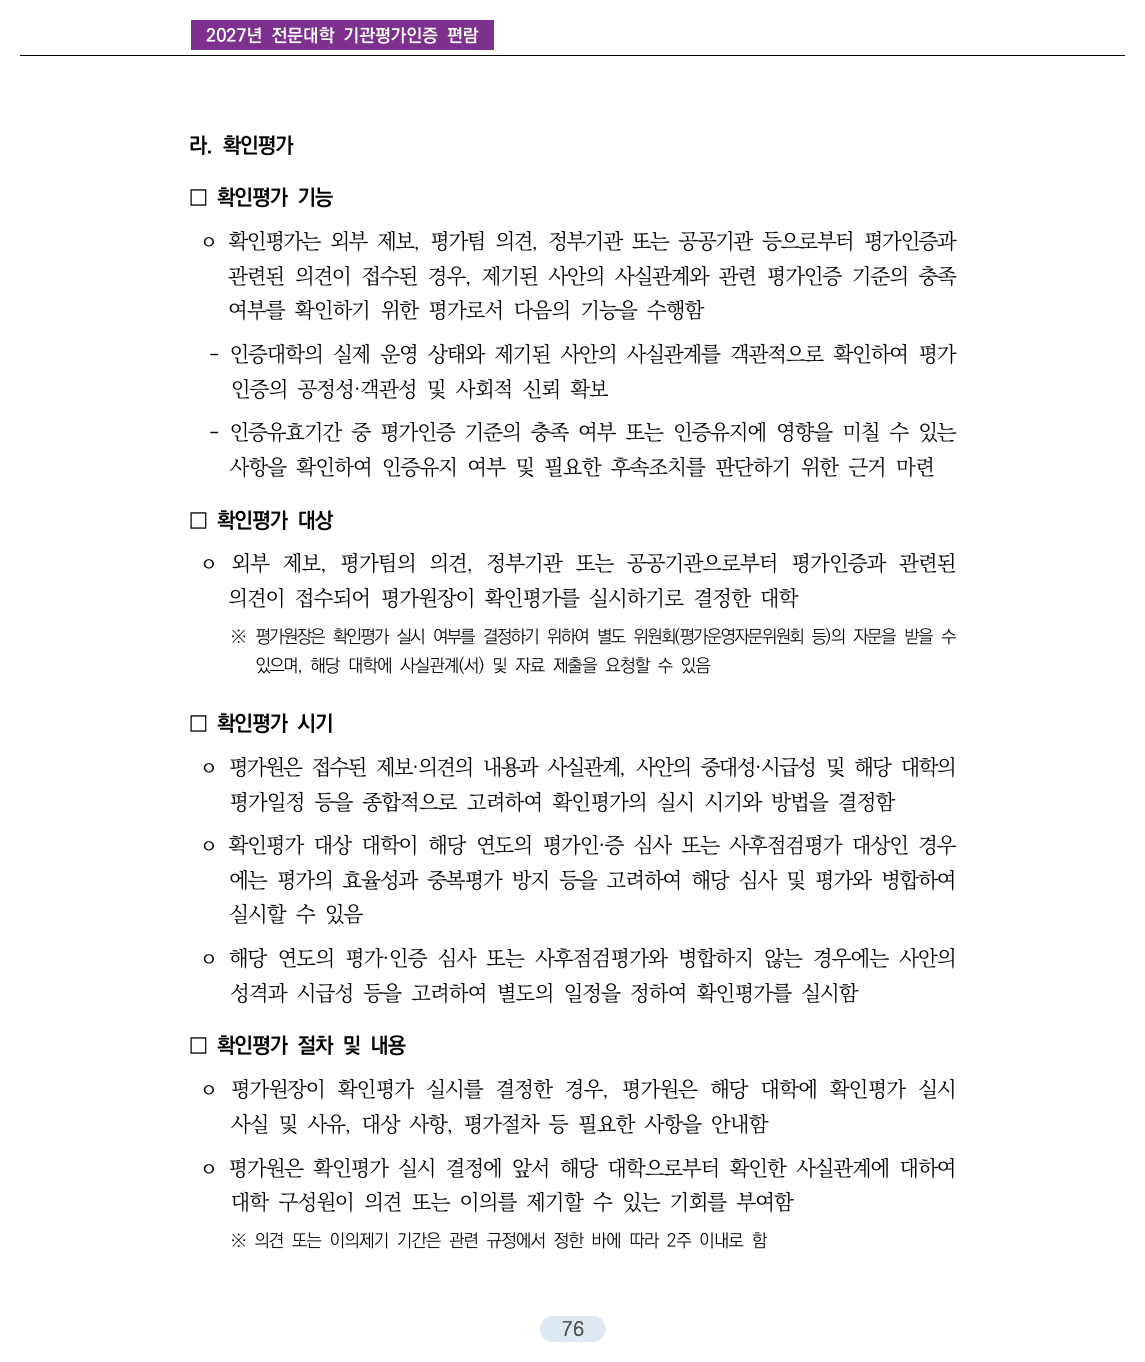 2027년 전문대학 기관평가인증 편람
라. 확인평가
□ 확인평가 기능
ㅇ 확인평가는 외부 제보, 평가팀 의견, 정부기관 또는 공공기관 등으로부터 평가인증과
관련된 의견이 접수된 경우, 제기된 사안의 사실관계와 관련 평가인증 기준의 충족
여부를 확인하기 위한 평가로서 다음의 기능을 수행함
- 인증대학의 실제 운영 상태와 제기된 사안의 사실관계를 객관적으로 확인하여 평가
인증의 공정성·객관성 및 사회적 신뢰 확보
- 인증유효기간 중 평가인증 기준의 충족 여부 또는 인증유지에 영향을 미칠 수 있는
사항을 확인하여 인증유지 여부 및 필요한 후속조치를 판단하기 위한 근거 마련
□ 확인평가 대상
ㅇ 외부 제보, 평가팀의 의견, 정부기관 또는 공공기관으로부터 평가인증과 관련된
의견이 접수되어 평가원장이 확인평가를 실시하기로 결정한 대학
※ 평가원장은 확인평가 실시 여부를 결정하기 위하여 별도 위원회(평가운영자문위원회 등)의 자문을 받을 수
있으며, 해당 대학에 사실관계(서) 및 자료 제출을 요청할 수 있음
□ 확인평가 시기
ㅇ 평가원은 접수된 제보·의견의 내용과 사실관계, 사안의 중대성·시급성 및 해당 대학의
평가일정 등을 종합적으로 고려하여 확인평가의 실시 시기와 방법을 결정함
ㅇ 확인평가 대상 대학이 해당 연도의 평가인·증 심사 또는 사후점검평가 대상인 경우
에는 평가의 효율성과 중복평가 방지 등을 고려하여 해당 심사 및 평가와 병합하여
실시할 수 있음
ㅇ 해당 연도의 평가·인증 심사 또는 사후점검평가와 병합하지 않는 경우에는 사안의
성격과 시급성 등을 고려하여 별도의 일정을 정하여 확인평가를 실시함
□ 확인평가 절차 및 내용
ㅇ 평가원장이 확인평가 실시를 결정한 경우, 평가원은 해당 대학에 확인평가 실시
사실 및 사유, 대상 사항, 평가절차 등 필요한 사항을 안내함
ㅇ 평가원은 확인평가 실시 결정에 앞서 해당 대학으로부터 확인한 사실관계에 대하여
대학 구성원이 의견 또는 이의를 제기할 수 있는 기회를 부여함
※ 의견 또는 이의제기 기간은 관련 규정에서 정한 바에 따라 2주 이내로 함
76